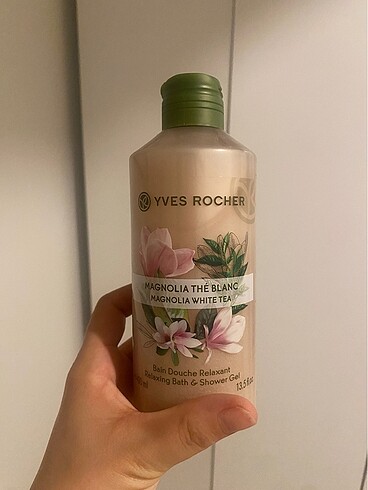 YVES ROCHER
MAGNOLIA THÉ BLANC
MAGNOLIA WHITE TEA
Bain Douche Relaxant
Relaxing Bath & Shower Gel
ml 13,5 fl.oz